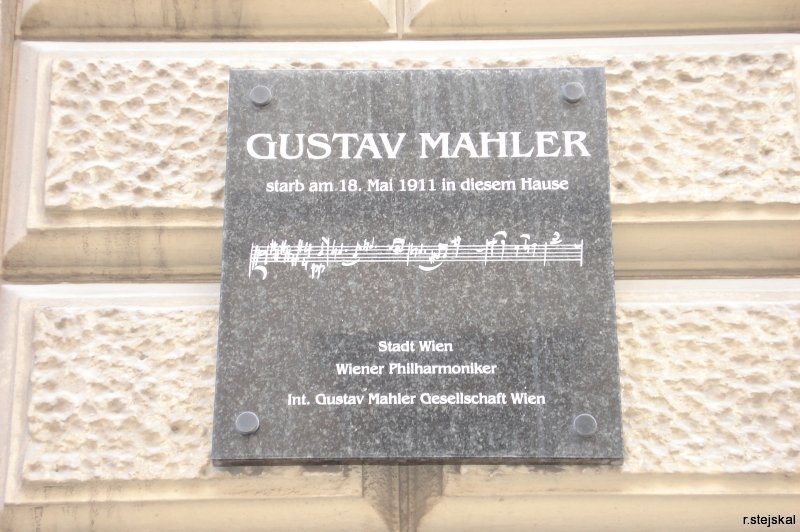 GUSTAV MAHLER
starb am 18. Mai 1911 in diesem Hause
pp
Stadt Wien
Wiener Philharmoniker
Int. Gustav Mahler Gesellschaft Wien
r.stejskal